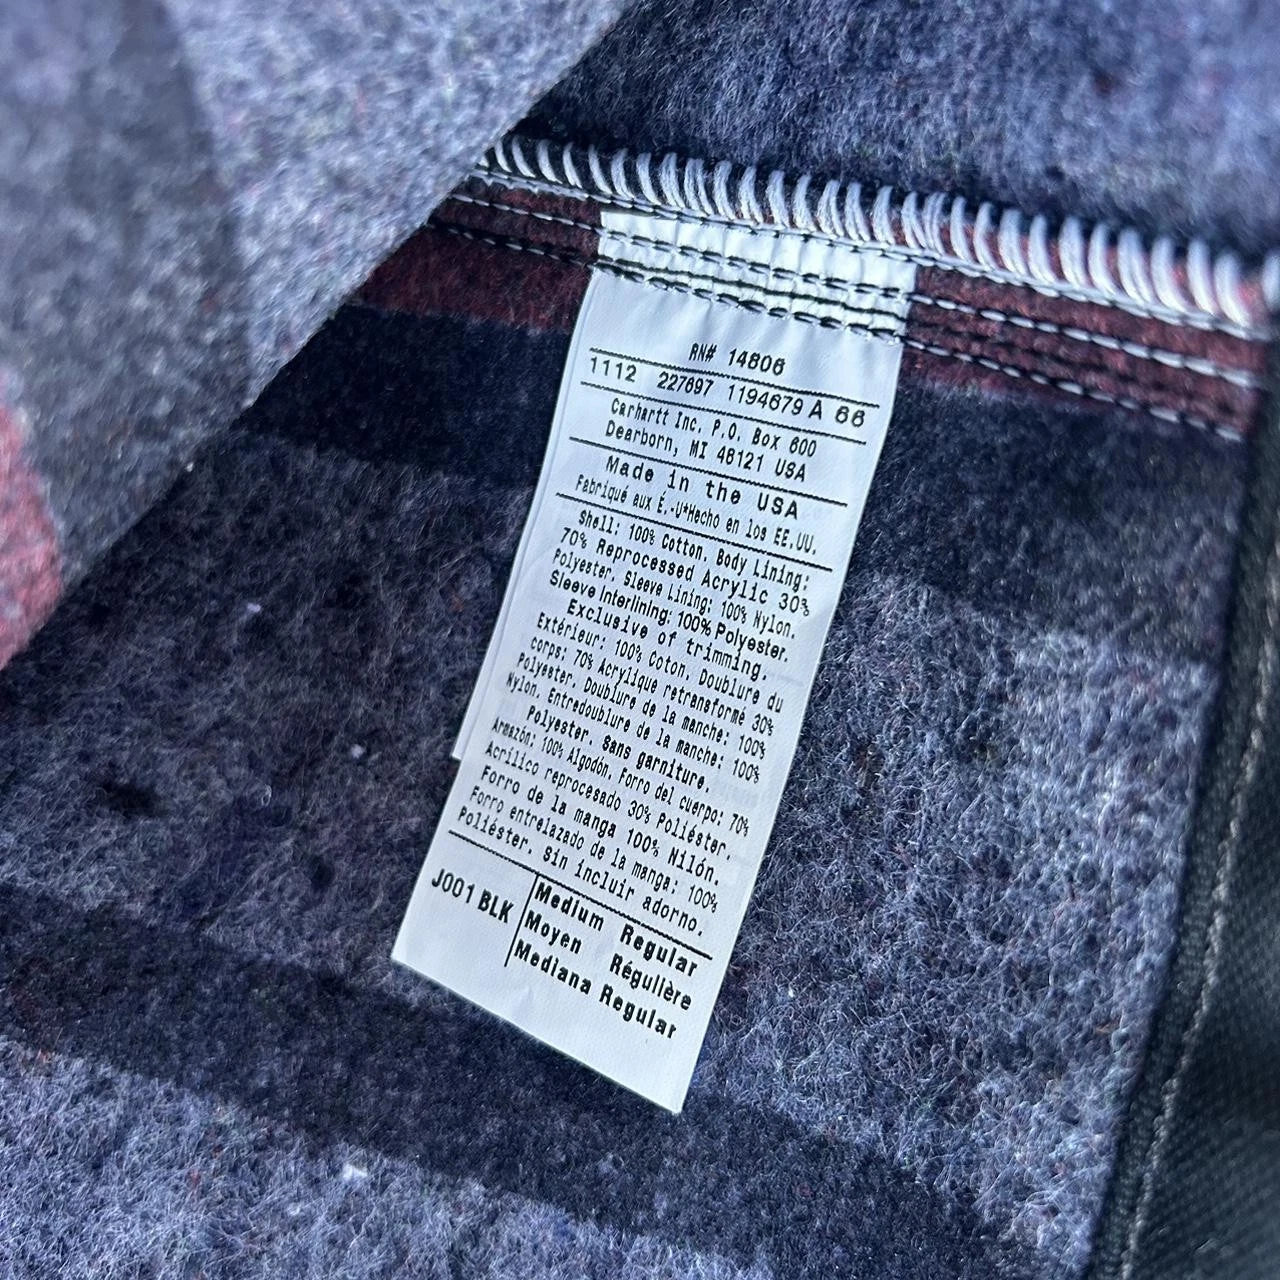 RN# 14806
1112 227697 1194679 A 66
Carhartt Inc. P.O. Box 600
Dearborn, MI 48121 USA
Made in the USA
Fabriqué aux É.-U*Hecho en los EE.UU.
Shell: 100% Cotton. Body Lining:
70% Reprocessed Acrylic 30%
Polyester. Sleeve Lining: 100% Nylon.
Sleeve Interlining: 100% Polyester.
Exclusive of trimming.
Extérieur: 100% Coton. Doublure du
corps: 70% Acrylique retransformé 30%
Polyester. Doublure de la manche: 100%
Nylon. Entredoublure de la manche: 100%
Polyester. Sans garniture.
Armazón: 100% Algodón. Forro del cuerpo: 70%
Acrílico reprocesado 30% Poliéster.
Forro de la manga 100% Nilón.
Forro entrelazado de la manga: 100%
Poliéster. Sin incluir adorno.
J001 BLK Medium Regular
Moyen Régulière
Mediana Regular